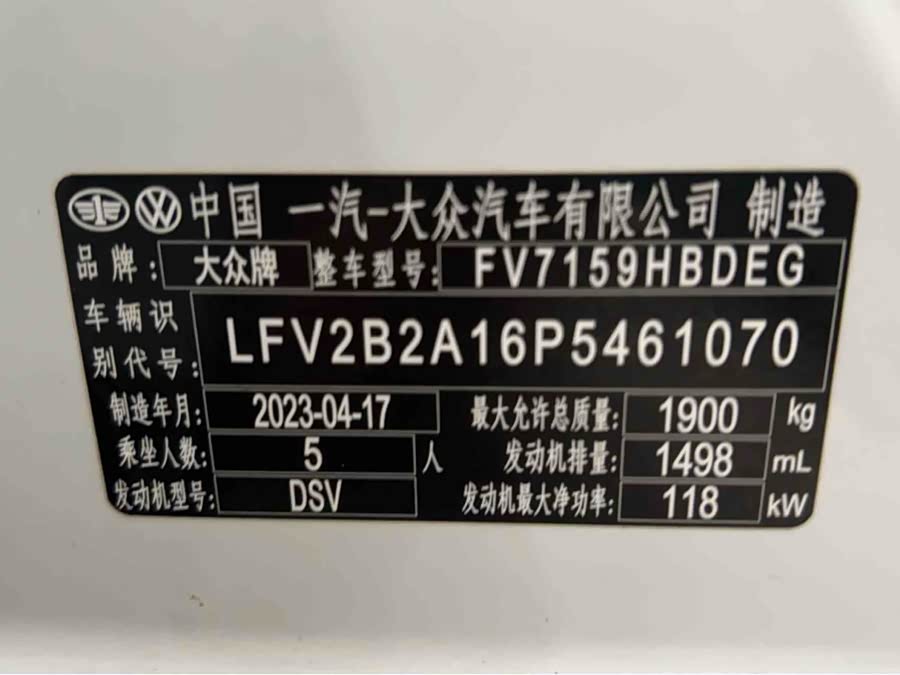 中国 一汽-大众汽车有限公司 制造
品牌: 大众牌 整车型号: FV7159HBDEG
车辆识别代号: LFV2B2A16P5461070
制造年月: 2023-04-17 最大允许总质量: 1900 kg
乘坐人数: 5 人 发动机排量: 1498 mL
发动机型号: DSV 发动机最大净功率: 118 kW